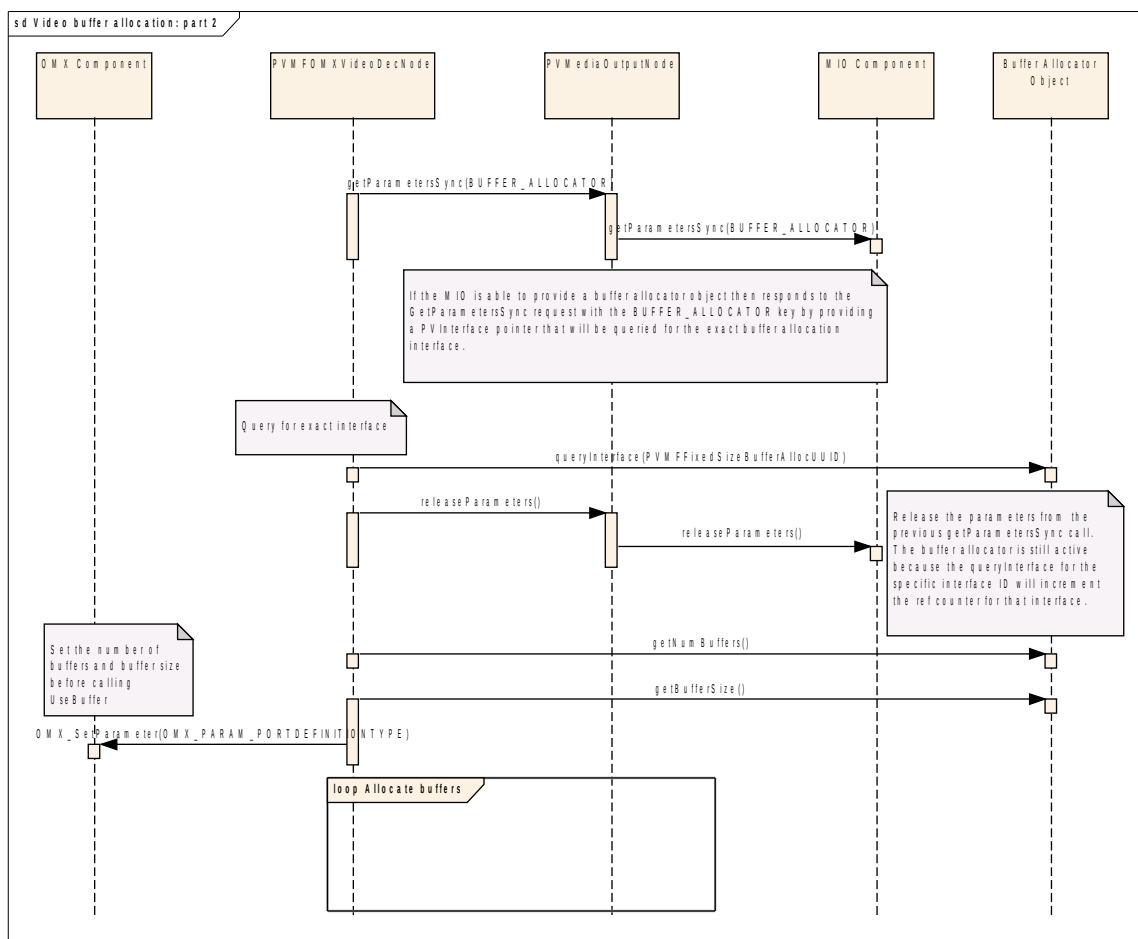 sd Video buffer allocation: part 2
OMX Component
PVMFOMXVideoDecNode
PVMediaOutputNode
MIO Component
Buffer Allocator
Object
getParametersSync(BUFFER_ALLOCATOR)
getParametersSync(BUFFER_ALLOCATOR)
If the MIO is able to provide a buffer allocator object then responds to the
GetParametersSync request with the BUFFER_ALLOCATOR key by providing
a PVInterface pointer that will be queried for the exact buffer allocation
interface.
Query for exact interface
queryInterface(PVMFFixedSizeBufferAllocUUID)
releaseParameters()
releaseParameters()
Release the parameters from the
previous getParametersSync call.
The buffer allocator is still active
because the queryInterface for the
specific interface ID will increment
the ref counter for that interface.
Set the number of
buffers and buffer size
before calling
UseBuffer
getNumBuffers()
getBufferSize()
OMX_SetParameter(OMX_PARAM_PORTDEFINITIONTYPE)
loop Allocate buffers